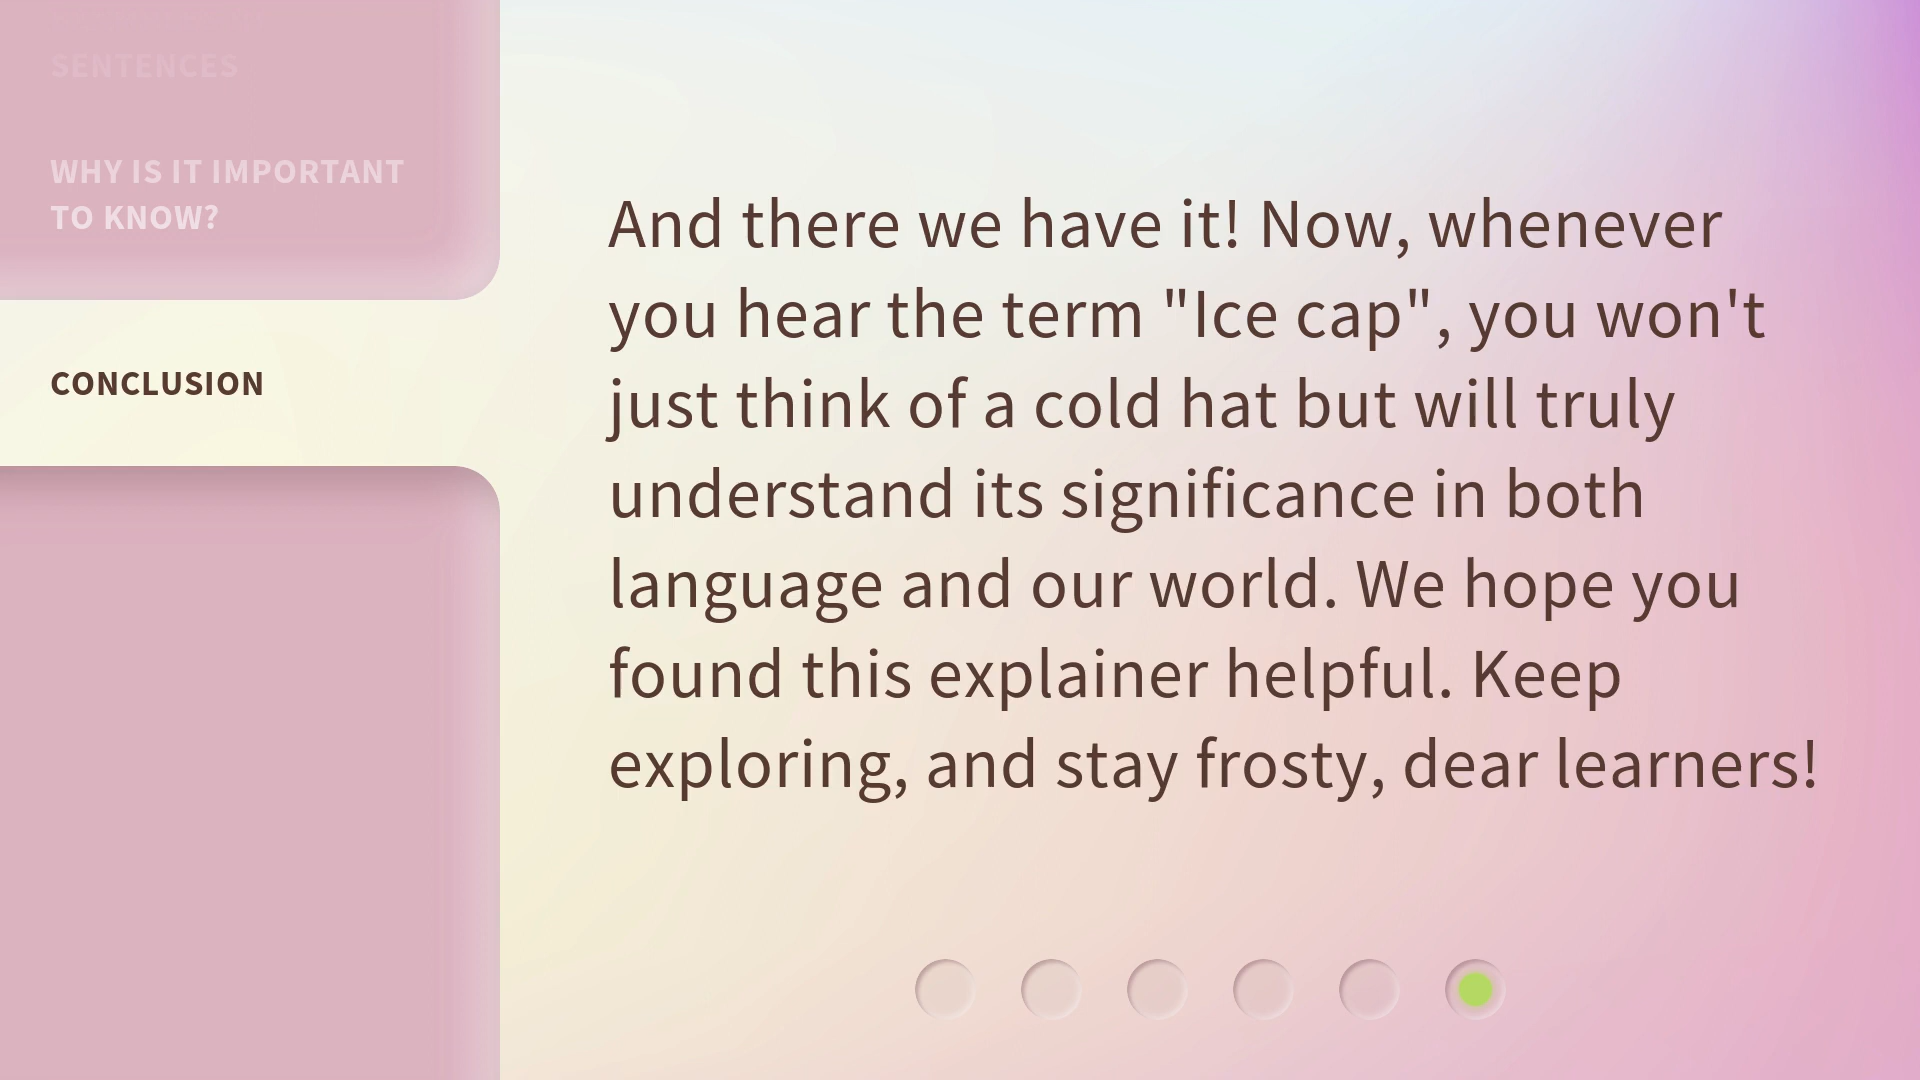 SENTENCES
WHY IS IT IMPORTANT
TO KNOW?
CONCLUSION
And there we have it! Now, whenever
you hear the term "Ice cap", you won't
just think of a cold hat but will truly
understand its significance in both
language and our world. We hope you
found this explainer helpful. Keep
exploring, and stay frosty, dear learners!